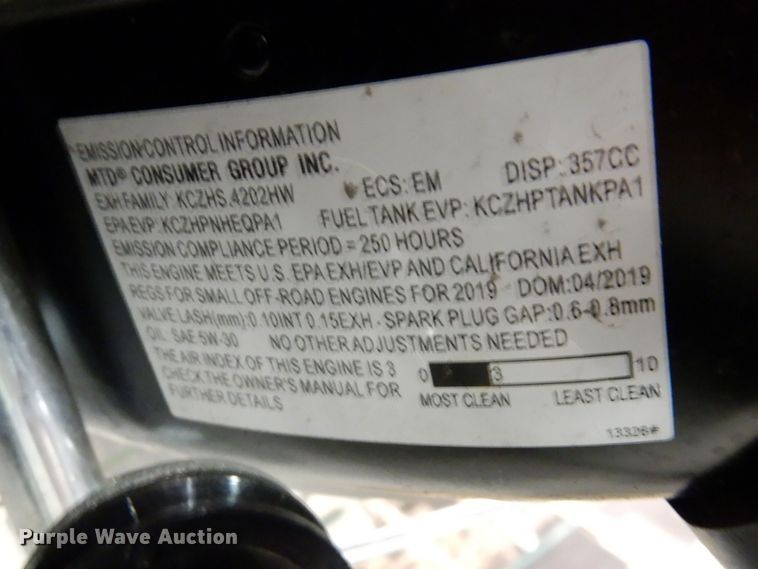 EMISSION CONTROL INFORMATION
MTD® CONSUMER GROUP INC.
ECS: EM DISP: 357CC
EXH FAMILY: KCZHS.4202HW
EPA EVP: KCZHPNHEQPA1 FUEL TANK EVP: KCZHPTANKPA1
EMISSION COMPLIANCE PERIOD = 250 HOURS
THIS ENGINE MEETS U.S. EPA EXH/EVP AND CALIFORNIA EXH
REGS FOR SMALL OFF-ROAD ENGINES FOR 2019 DOM: 04/2019
VALVE LASH(mm): 0.10INT 0.15EXH - SPARK PLUG GAP: 0.6-0.8mm
OIL: SAE 5W-30 NO OTHER ADJUSTMENTS NEEDED
THE AIR INDEX OF THIS ENGINE IS 3
CHECK THE OWNER'S MANUAL FOR
FURTHER DETAILS
0 3 10
MOST CLEAN LEAST CLEAN
13326#
Purple Wave Auction